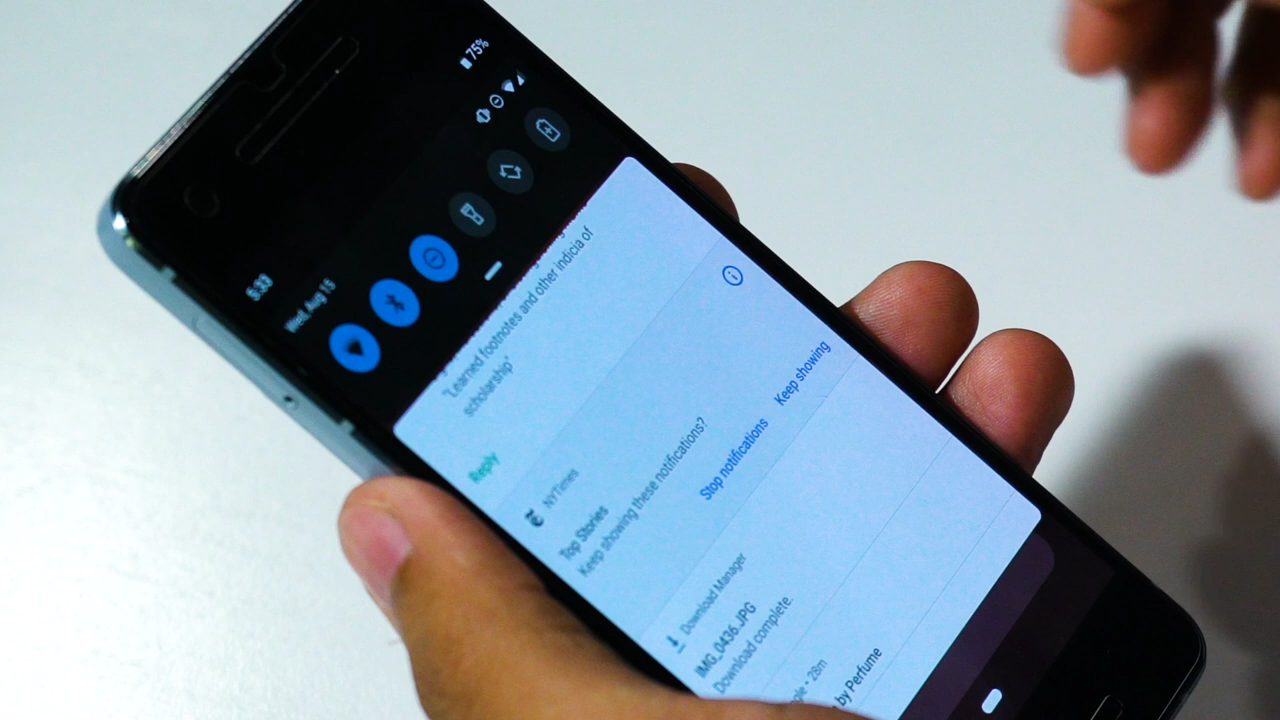 75%
5:33
Wed, Aug 15
"Learned footnotes and other indicia of
scholarship"
Reply
NYTimes
Top Stories
Keep showing these notifications?
Stop notifications Keep showing
Download Manager
IMG_0436.JPG
Download complete.
28m
by Perfume